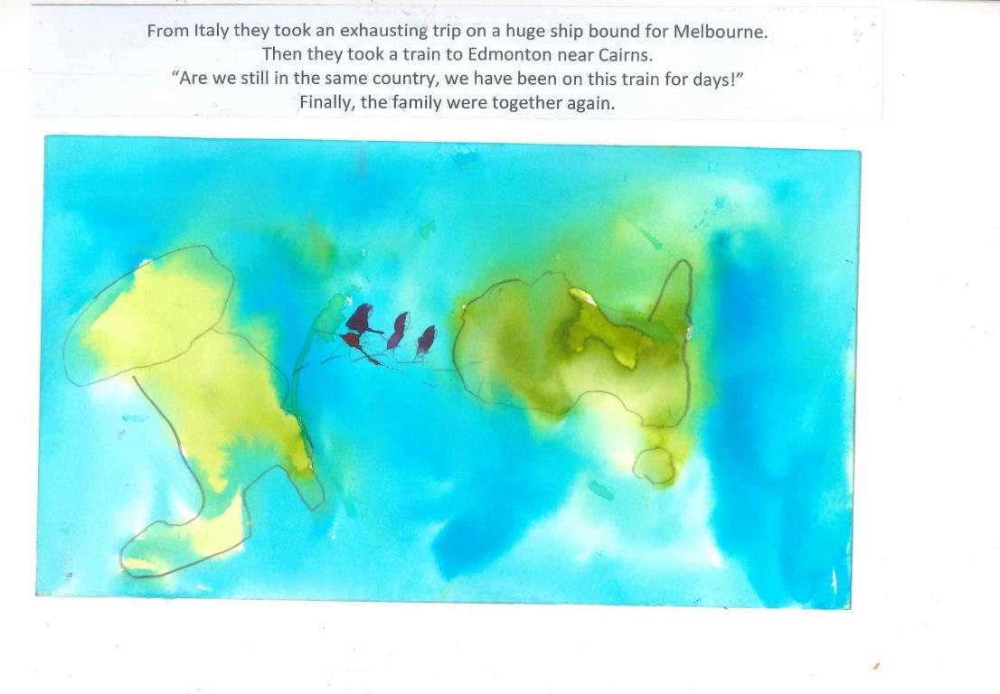 From Italy they took an exhausting trip on a huge ship bound for Melbourne.
Then they took a train to Edmonton near Cairns.
“Are we still in the same country, we have been on this train for days!”
Finally, the family were together again.